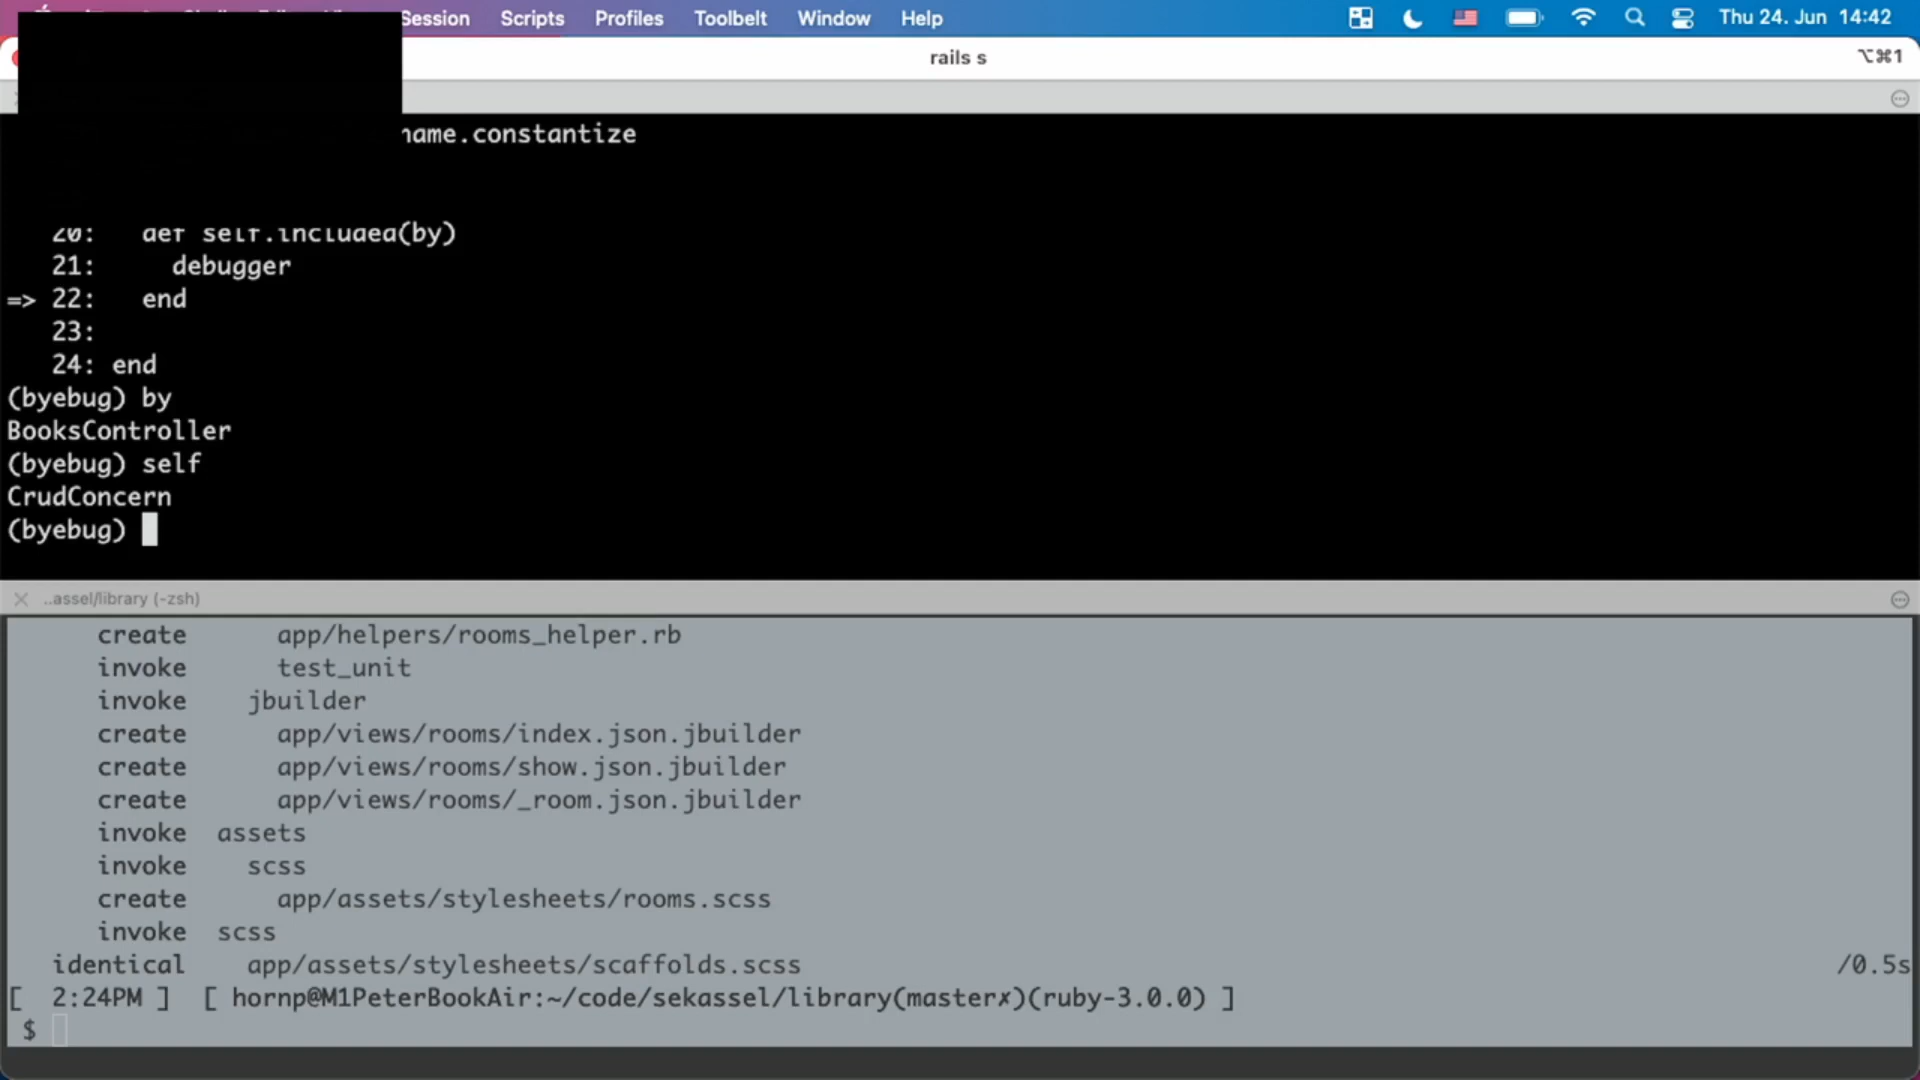 Session Scripts Profiles Toolbelt Window Help Thu 24. Jun 14:42
rails s ⌥⌘1
name.constantize
20: def self.included(by)
21: debugger
=> 22: end
23:
24: end
(byebug) by
BooksController
(byebug) self
CrudConcern
(byebug)
..assel/library (-zsh)
create app/helpers/rooms_helper.rb
invoke test_unit
invoke jbuilder
create app/views/rooms/index.json.jbuilder
create app/views/rooms/show.json.jbuilder
create app/views/rooms/_room.json.jbuilder
invoke assets
invoke scss
create app/assets/stylesheets/rooms.scss
invoke scss
identical app/assets/stylesheets/scaffolds.scss /0.5s
[ 2:24PM ] [ hornp@M1PeterBookAir:~/code/sekassel/library(master✗)(ruby-3.0.0) ]
$